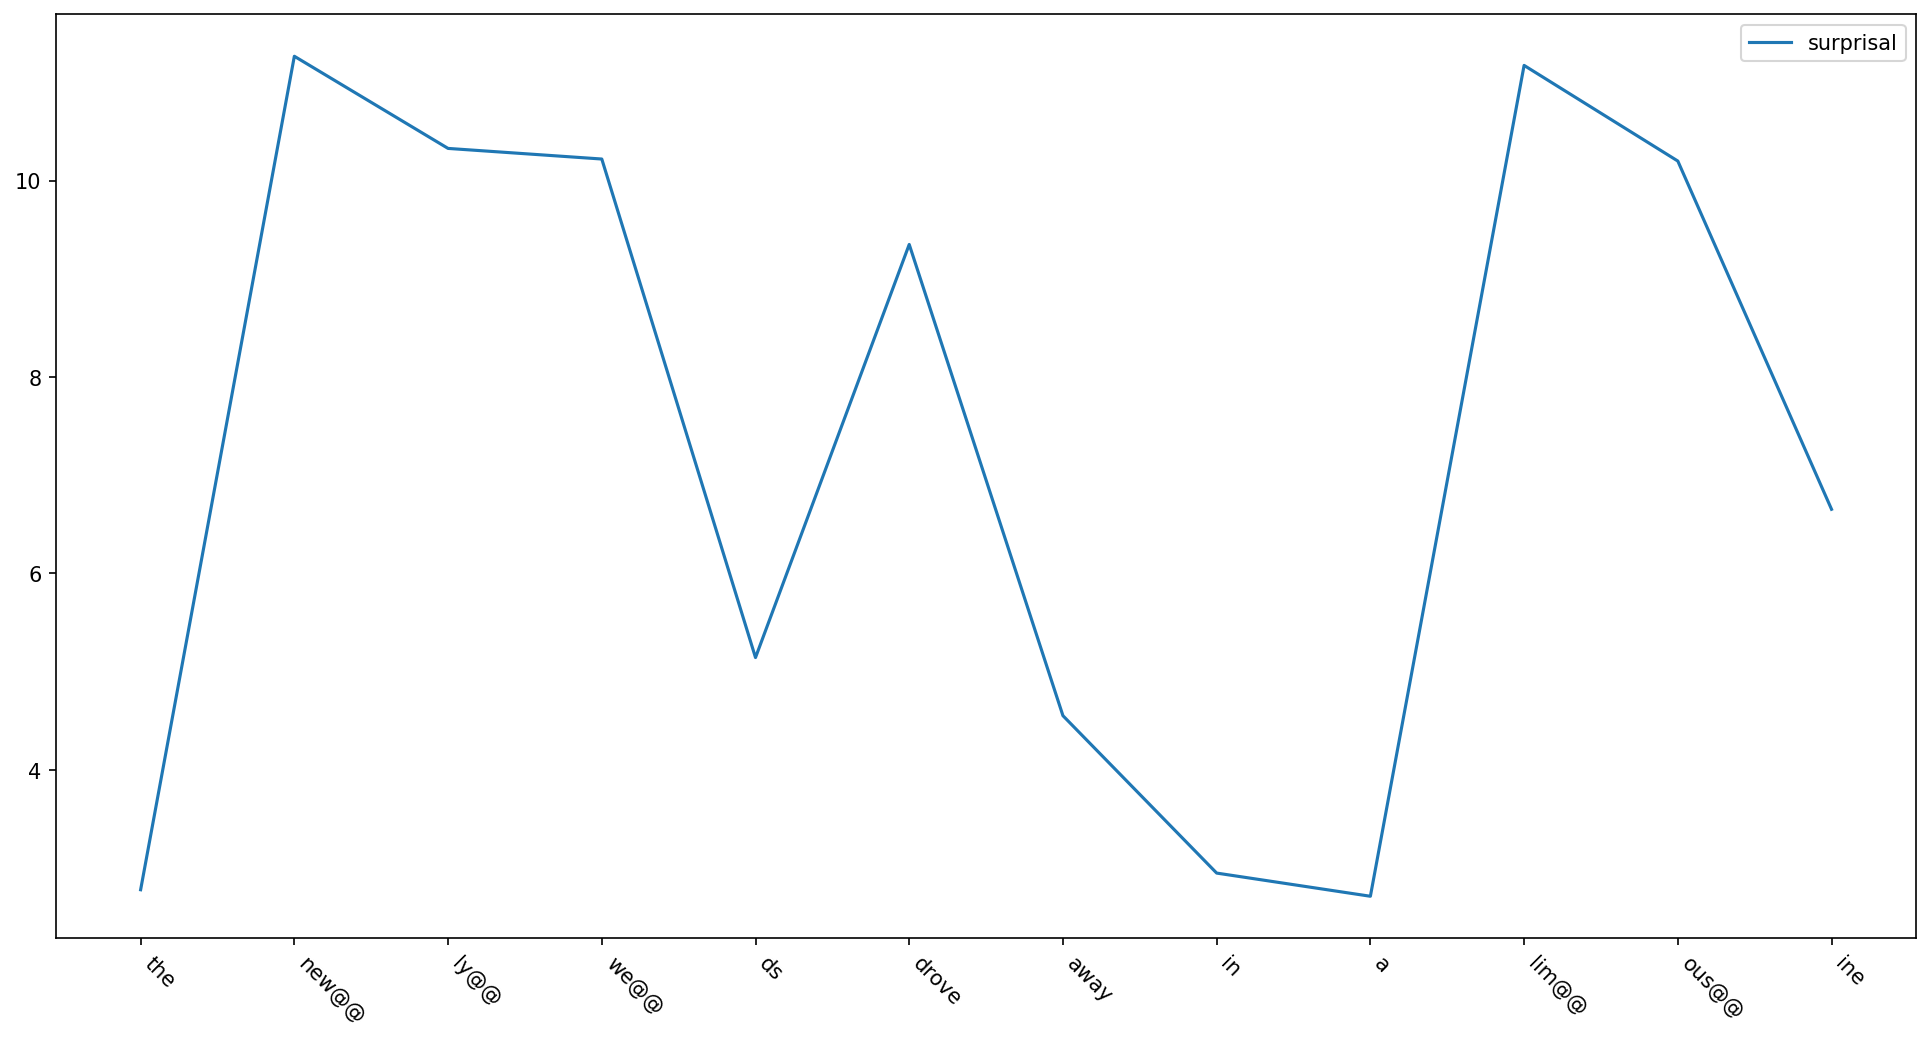 surprisal
10
8
6
4
the
new@@
ly@@
we@@
ds
drove
away
in
a
lim@@
ous@@
ine